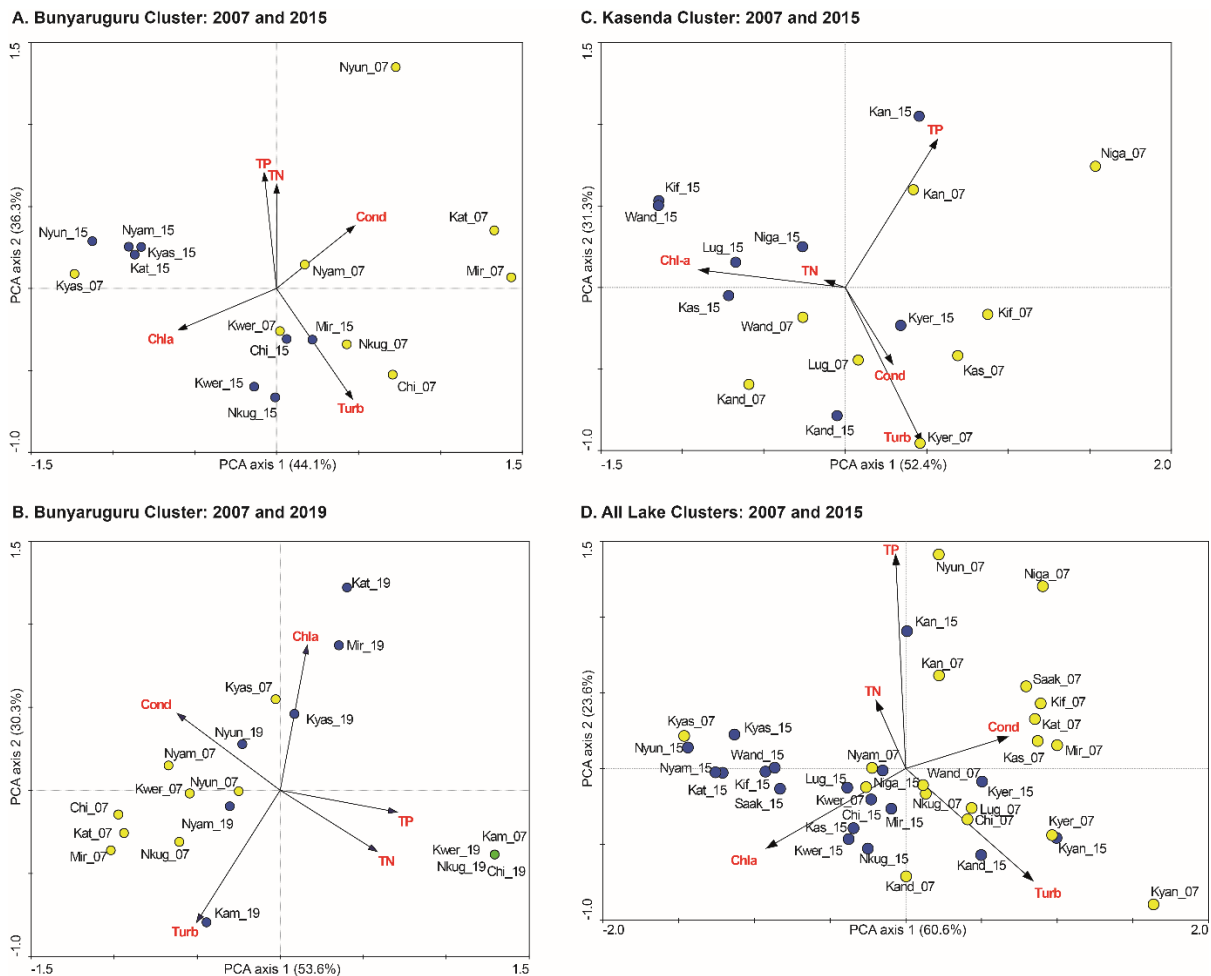 A. Bunyaruguru Cluster: 2007 and 2015
1.5
Nyun_07
TP
TN
Cond
Kat_07
Nyun_15
Nyam_15
Kyas_15
Kat_15
Kyas_07
Nyam_07
Mir_07
Chla
Kwer_07
Mir_15
Chi_15
Nkug_07
Chi_07
Kwer_15
Nkug_15
Turb
PCA axis 2 (36.3%)
-1.0
-1.5
PCA axis 1 (44.1%)
1.5
C. Kasenda Cluster: 2007 and 2015
1.5
Kan_15
TP
Niga_07
Kan_07
Kif_15
Wand_15
Niga_15
Lug_15
Chl-a
TN
Kas_15
Wand_07
Kyer_15
Kif_07
Lug_07
Cond
Kas_07
Kand_07
Kand_15
Turb
Kyer_07
PCA axis 2 (31.3%)
-1.0
-1.5
PCA axis 1 (52.4%)
2.0
B. Bunyaruguru Cluster: 2007 and 2019
1.5
Kat_19
Chla
Mir_19
Kyas_07
Kyas_19
Cond
Nyun_19
Nyam_07
Kwer_07
Nyun_07
Chi_07
TP
Kat_07
Nyam_19
Mir_07
Nkug_07
TN
Kam_07
Kwer_19
Nkug_19
Chi_19
Turb
Kam_19
PCA axis 2 (30.3%)
-1.0
-1.5
PCA axis 1 (53.6%)
1.5
D. All Lake Clusters: 2007 and 2015
1.5
TP
Nyun_07
Niga_07
Kan_15
Kan_07
Saak_07
TN
Kif_07
Kyas_07
Kyas_15
Cond
Kat_07
Nyun_15
Kas_07
Mir_07
Nyam_15
Wand_15
Nyam_07
Kat_15
Kif_15
Saak_15
Lug_15
Niga_15
Wand_07
Kyer_15
Kwer_07
Nkug_07
Lug_07
Chi_15
Mir_15
Chi_07
Kas_15
Kyer_07
Chla
Kwer_15
Nkug_15
Kand_15
Kyan_15
Kand_07
Turb
Kyan_07
PCA axis 2 (23.6%)
-1.0
-2.0
PCA axis 1 (60.6%)
2.0